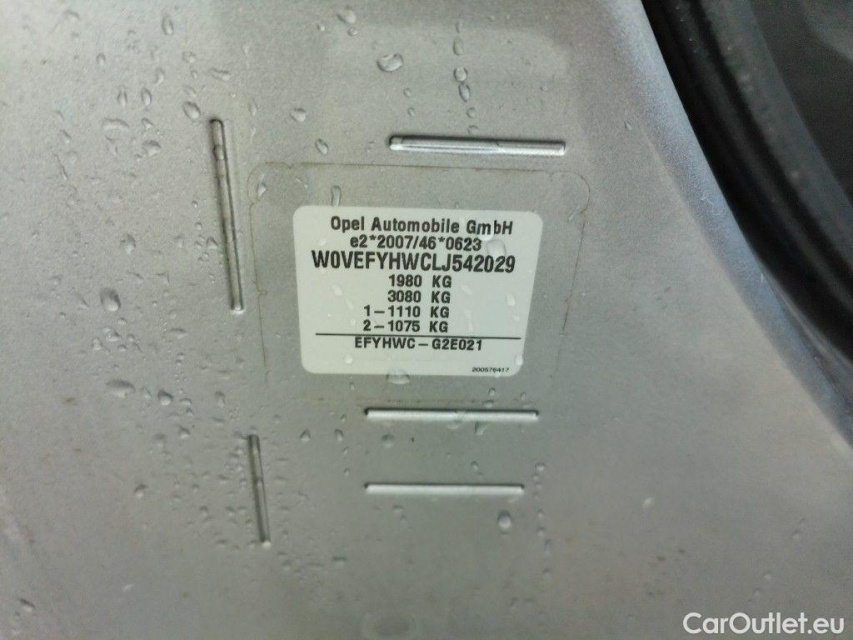 Opel Automobile GmbH
e2*2007/46*0623
W0VEFYHWCLJ542029
1980 KG
3080 KG
1-1110 KG
2-1075 KG
EFYHWC-G2E021
200576417
CarOutlet.eu